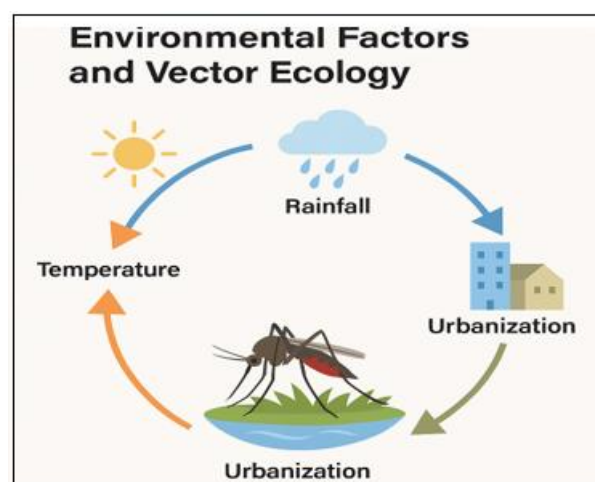 Environmental Factors
and Vector Ecology
Rainfall
Temperature
Urbanization
Urbanization